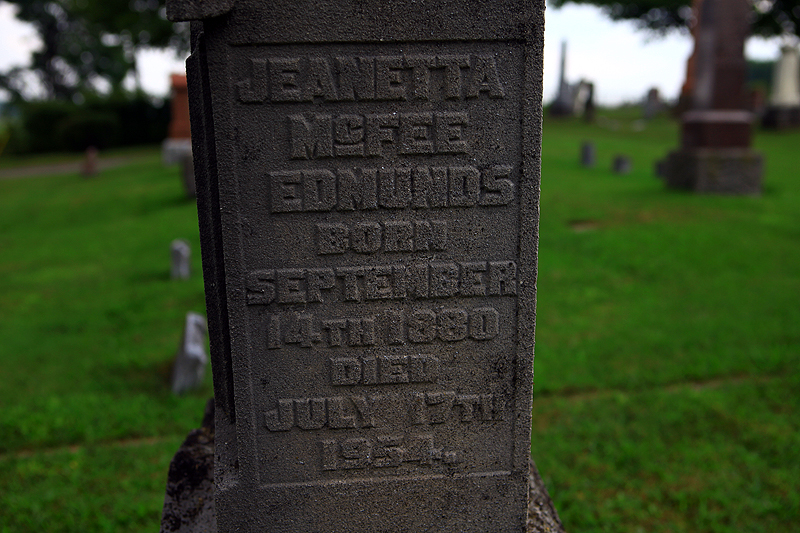 JEANETTA
McFEE
EDMUNDS
BORN
SEPTEMBER
14TH 1880
DIED
JULY 17TH
1954.